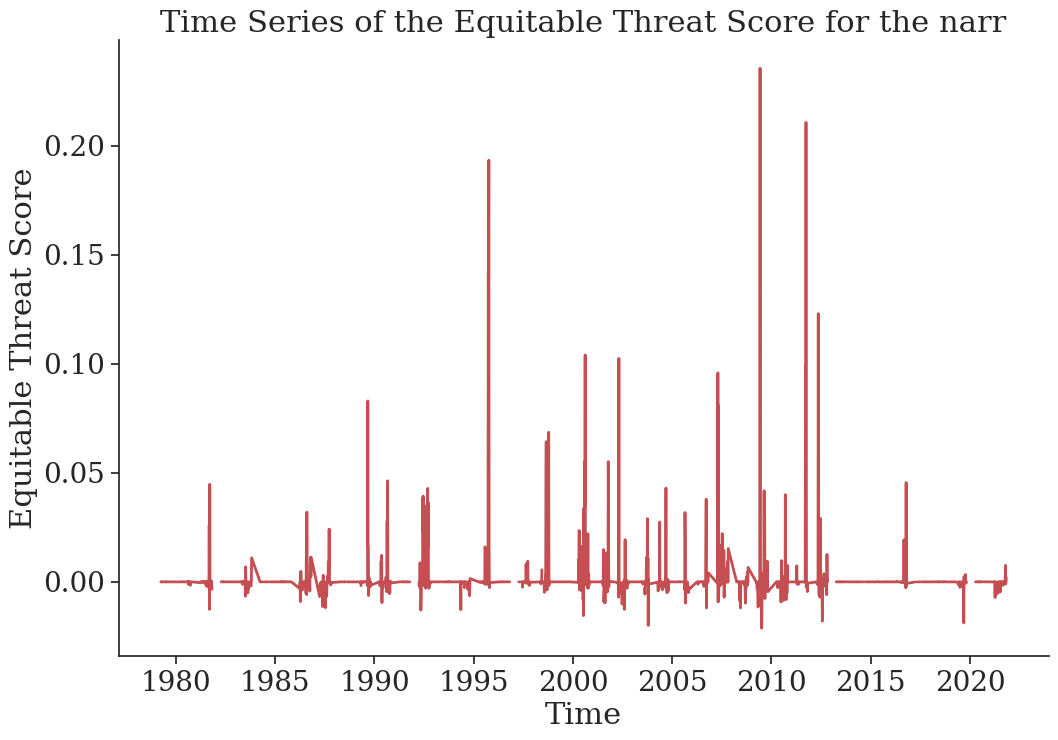 Time Series of the Equitable Threat Score for the narr
Equitable Threat Score
0.20
0.15
0.10
0.05
0.00
1980 1985 1990 1995 2000 2005 2010 2015 2020
Time